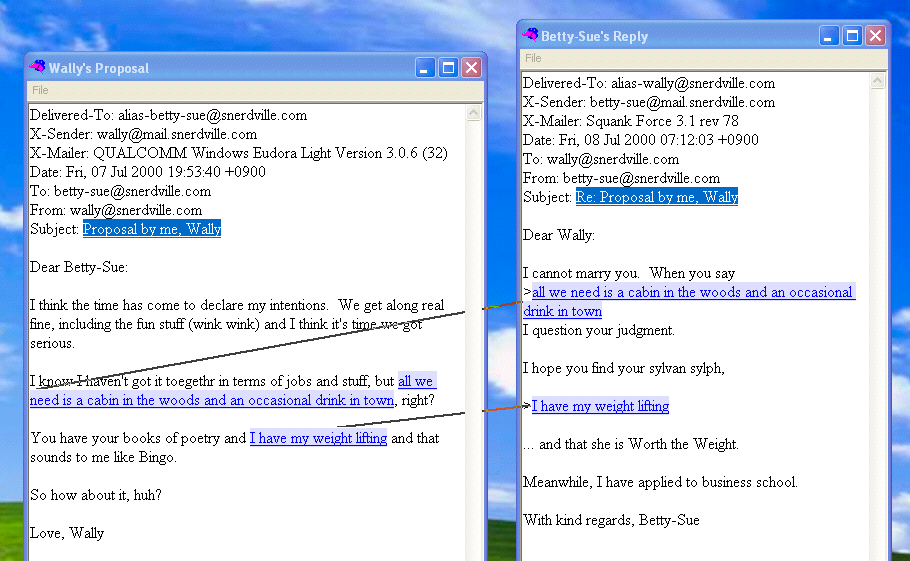 Wally's Proposal
File
Delivered-To: alias-betty-sue@snerdville.com
X-Sender: wally@mail.snerdville.com
X-Mailer: QUALCOMM Windows Eudora Light Version 3.0.6 (32)
Date: Fri, 07 Jul 2000 19:53:40 +0900
To: betty-sue@snerdville.com
From: wally@snerdville.com
Subject: Proposal by me, Wally
Dear Betty-Sue:
I think the time has come to declare my intentions.  We get along real
fine, including the fun stuff (wink wink) and I think it's time we got
serious.
I know I haven't got it toegethr in terms of jobs and stuff, but all we
need is a cabin in the woods and an occasional drink in town, right?
You have your books of poetry and I have my weight lifting and that
sounds to me like Bingo.
So how about it, huh?
Love, Wally
Betty-Sue's Reply
File
Delivered-To: alias-wally@snerdville.com
X-Sender: betty-sue@mail.snerdville.com
X-Mailer: Squank Force 3.1 rev 78
Date: Fri, 08 Jul 2000 07:12:03 +0900
To: wally@snerdville.com
From: betty-sue@snerdville.com
Subject: Re: Proposal by me, Wally
Dear Wally:
I cannot marry you.  When you say
>all we need is a cabin in the woods and an occasional
drink in town
I question your judgment.
I hope you find your sylvan sylph,
>I have my weight lifting
... and that she is Worth the Weight.
Meanwhile, I have applied to business school.
With kind regards, Betty-Sue